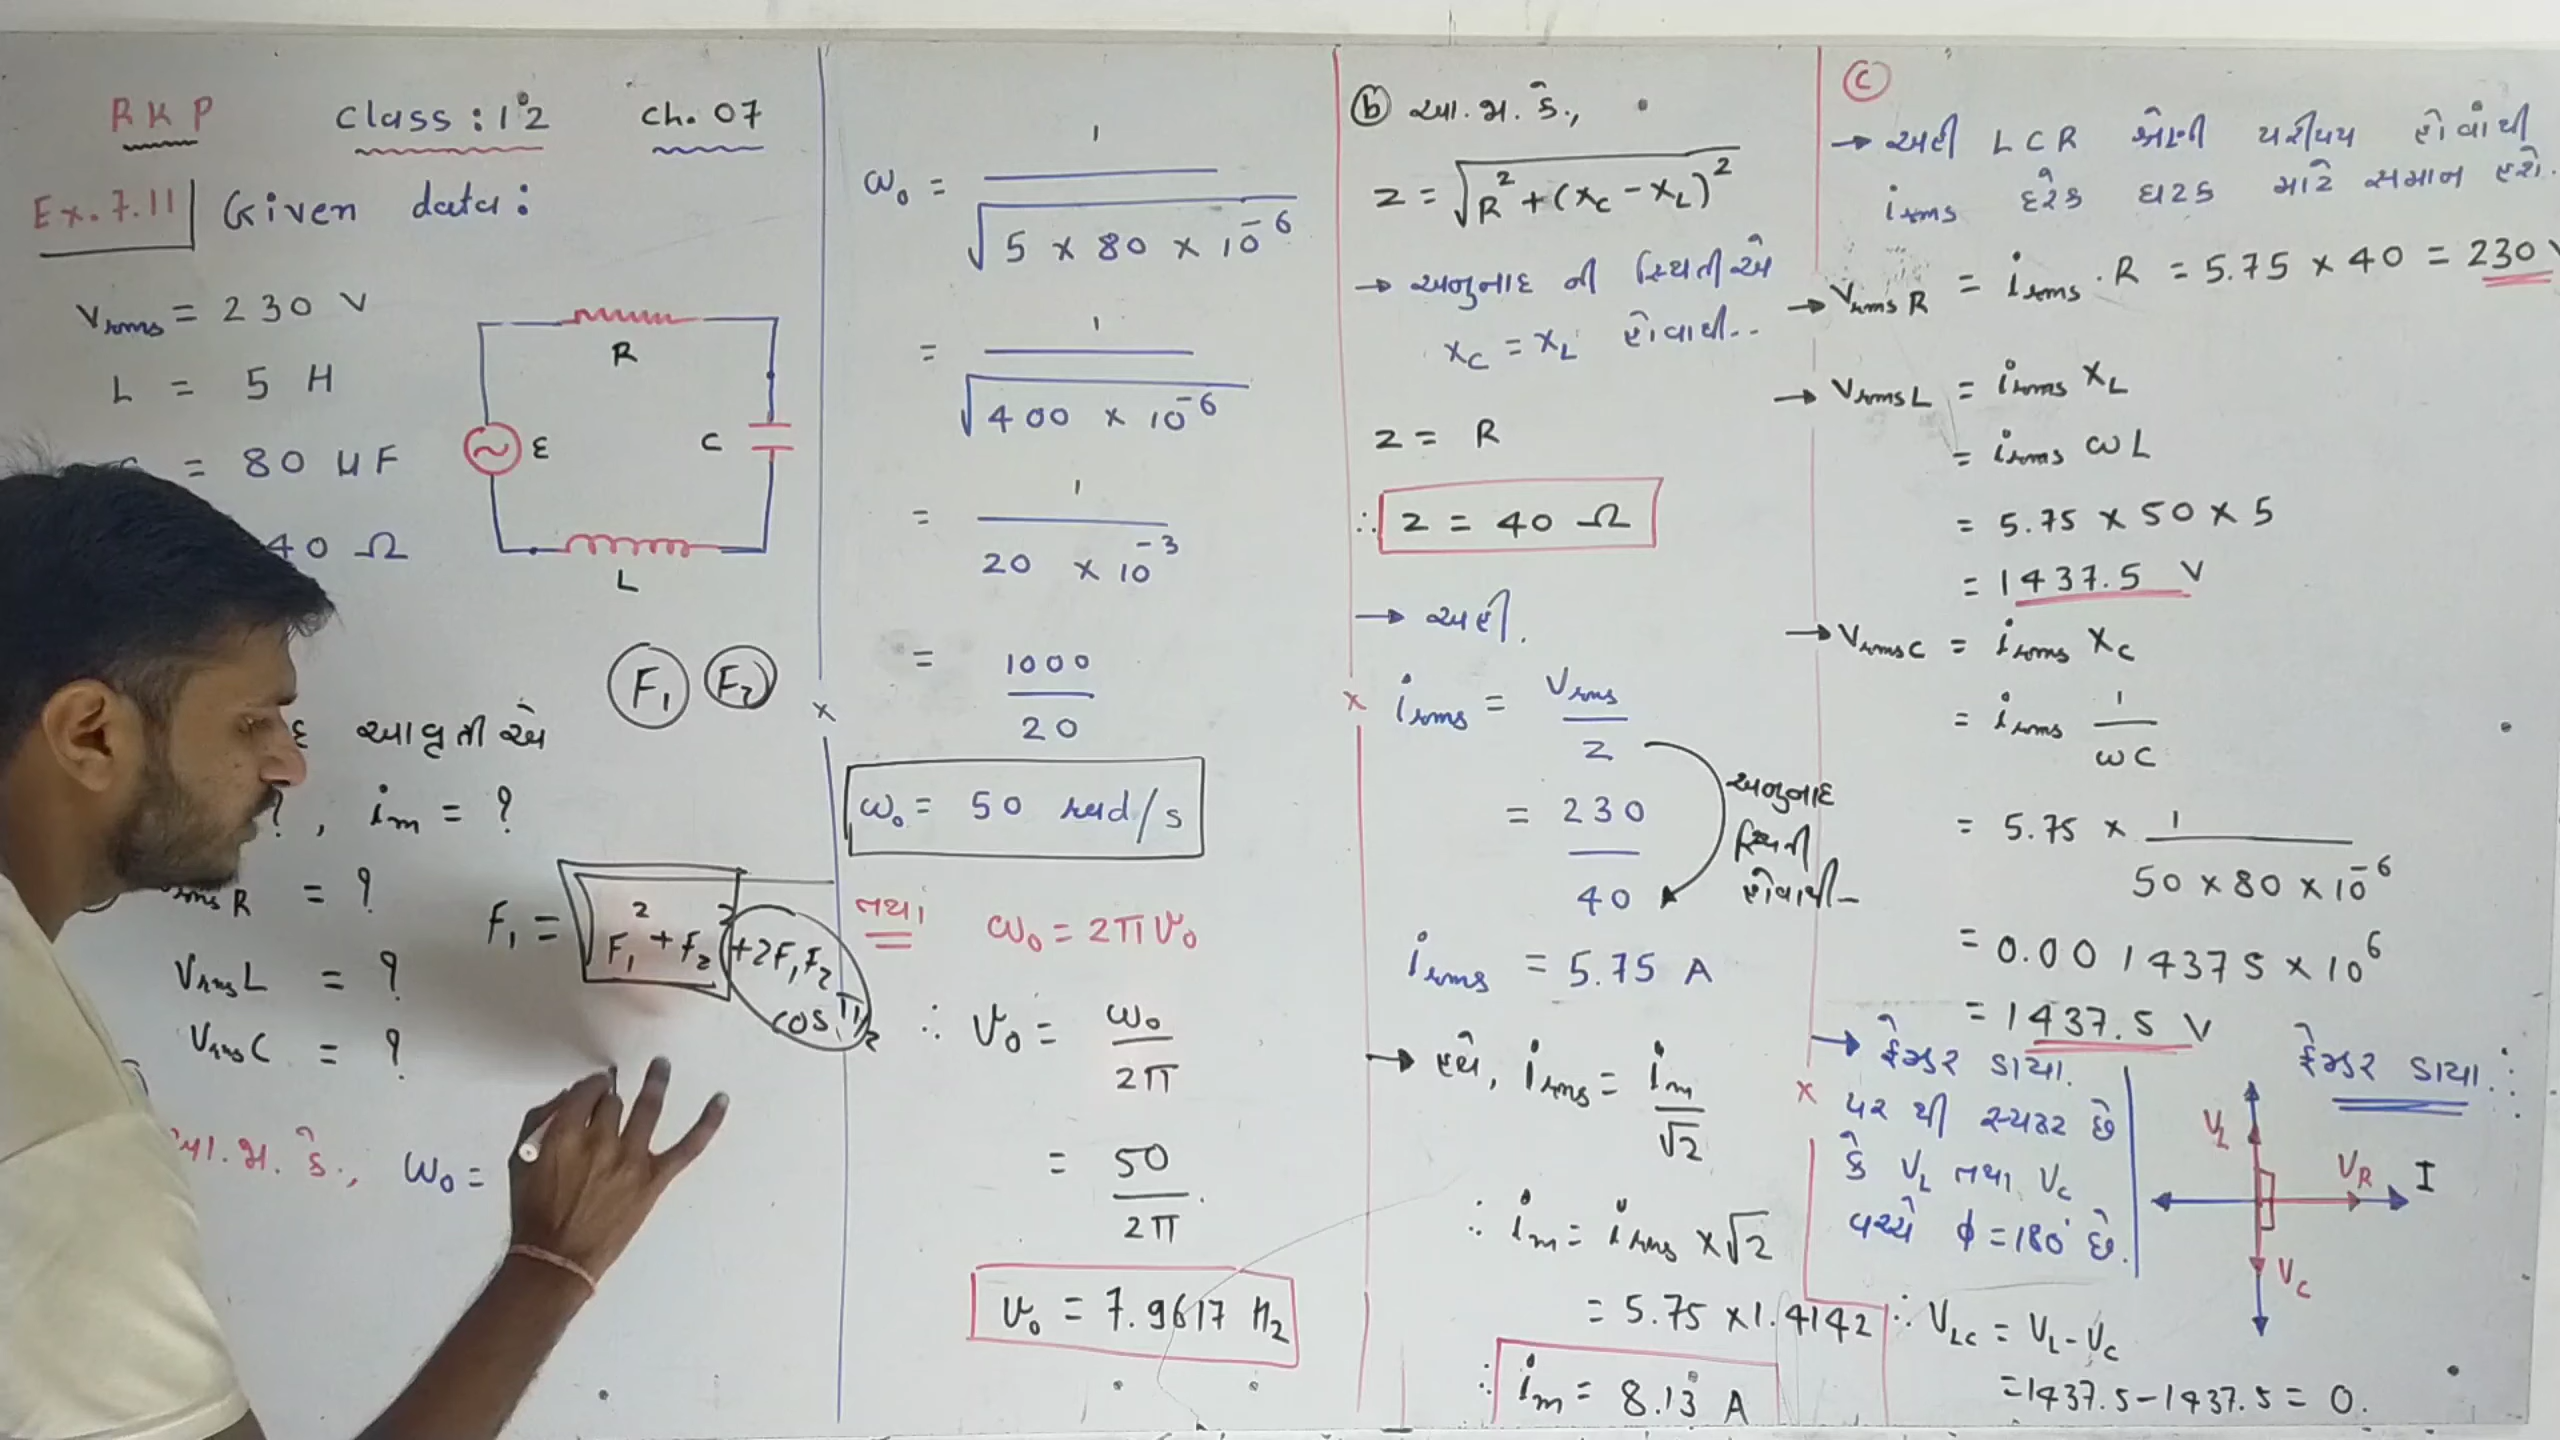 RKP Class : 12 Ch. 07
Ex. 7.11 Given data :
Vrms = 230 V
L = 5 H
= 80 µF
40 Ω
R
ε
C
L
F₁ F₂
આવૃતીએ
? , im = ?
rms R = ?
VrmsL = ?
VrmsC = ?
F₁ = √F₁² + F₂² + 2F₁F₂
cos π/2
આ.ભ. કે., ω₀ =
ω₀ = 1 / √5 × 80 × 10⁻⁶
= 1 / √400 × 10⁻⁶
= 1 / 20 × 10⁻³
= 1000 / 20
ω₀ = 50 rad/s
તથા ω₀ = 2πν₀
∴ ν₀ = ω₀ / 2π
= 50 / 2π
ν₀ = 7.9617 Hz
(b) આ.ભ. કે.,
Z = √R² + (Xc − XL)²
→ અનુનાદ ની સ્થિતીએ
Xc = XL હોવાથી..
Z = R
∴ Z = 40 Ω
→ અહી.
irms = Vrms / Z
= 230 / 40
અનુનાદ
સ્થિતી
હોવાથી–
irms = 5.75 A
→ હવે, irms = im / √2
∴ im = irms × √2
= 5.75 × 1.4142
∴ im = 8.13 A
(c)
→ અહી LCR શ્રેણી પરીપથ હોવાથી
irms દરેક ઘટક માટે સમાન હશે.
→ Vrms R = irms . R = 5.75 × 40 = 230 V
→ VrmsL = irms XL
= irms ωL
= 5.75 × 50 × 5
= 1437.5 V
→ VrmsC = irms Xc
= irms 1 / ωC
= 5.75 × 1 / 50 × 80 × 10⁻⁶
= 0.0014375 × 10⁶
= 1437.5 V
→ ફેઝર ડાયા.
પર થી સ્પષ્ટ છે
કે VL તથા Vc
વચ્ચે ϕ = 180° છે.
ફેઝર ડાયા.
VL
VR I
Vc
∴ VLC = VL − Vc
= 1437.5 − 1437.5 = 0.